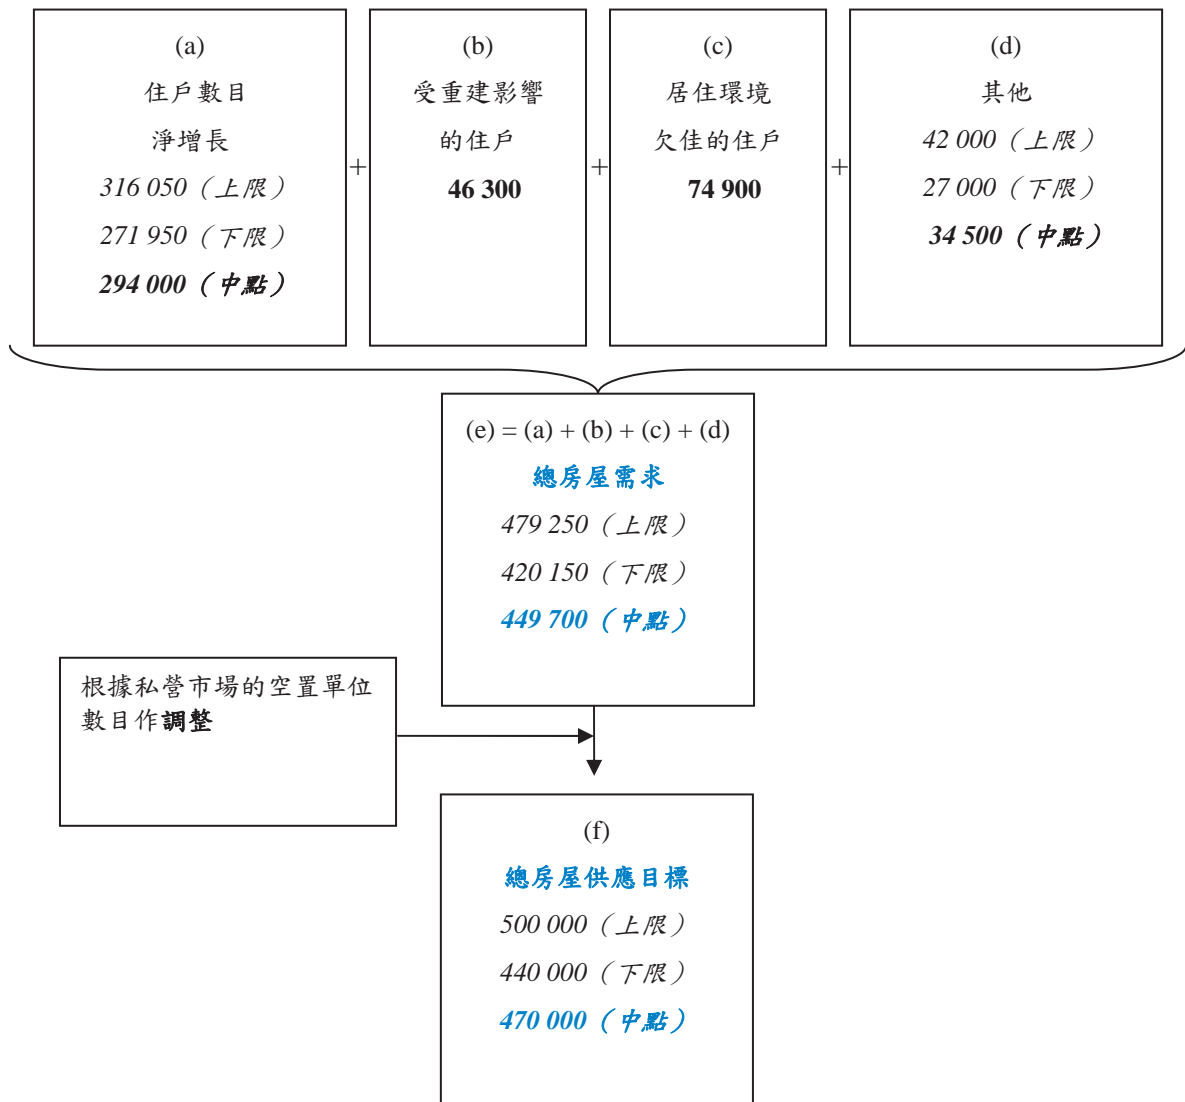 (a)
住戶數目
淨增長
316 050（上限）
271 950（下限）
294 000（中點）
+
(b)
受重建影響
的住戶
46 300
+
(c)
居住環境
欠佳的住戶
74 900
+
(d)
其他
42 000（上限）
27 000（下限）
34 500（中點）
(e) = (a) + (b) + (c) + (d)
總房屋需求
479 250（上限）
420 150（下限）
449 700（中點）
根據私營市場的空置單位
數目作調整
(f)
總房屋供應目標
500 000（上限）
440 000（下限）
470 000（中點）